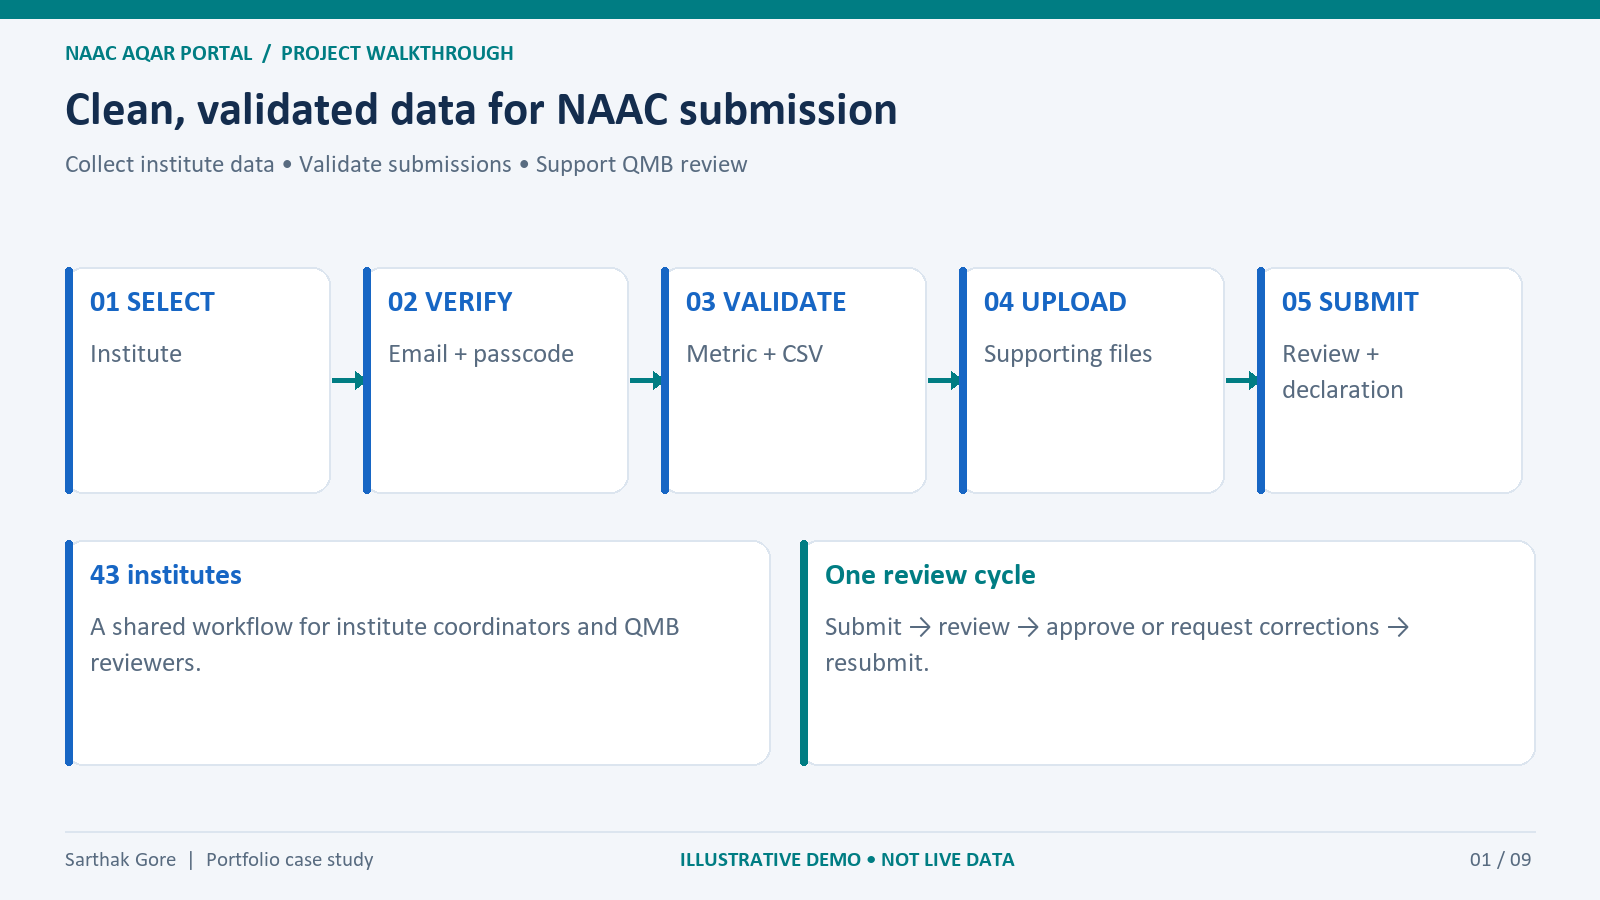 NAAC AQAR PORTAL / PROJECT WALKTHROUGH
Clean, validated data for NAAC submission
Collect institute data • Validate submissions • Support QMB review
01 SELECT
Institute
02 VERIFY
Email + passcode
03 VALIDATE
Metric + CSV
04 UPLOAD
Supporting files
05 SUBMIT
Review +
declaration
43 institutes
A shared workflow for institute coordinators and QMB
reviewers.
One review cycle
Submit → review → approve or request corrections →
resubmit.
Sarthak Gore | Portfolio case study
ILLUSTRATIVE DEMO • NOT LIVE DATA
01 / 09